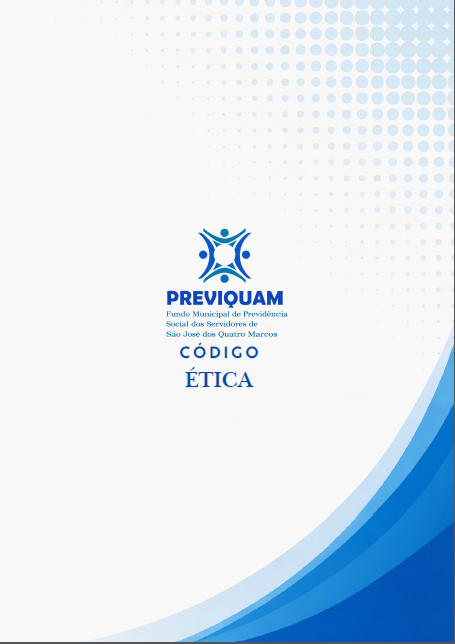 PREVIQUAM
Fundo Municipal de Previdência
Social dos Servidores de
São José dos Quatro Marcos
CÓDIGO
ÉTICA